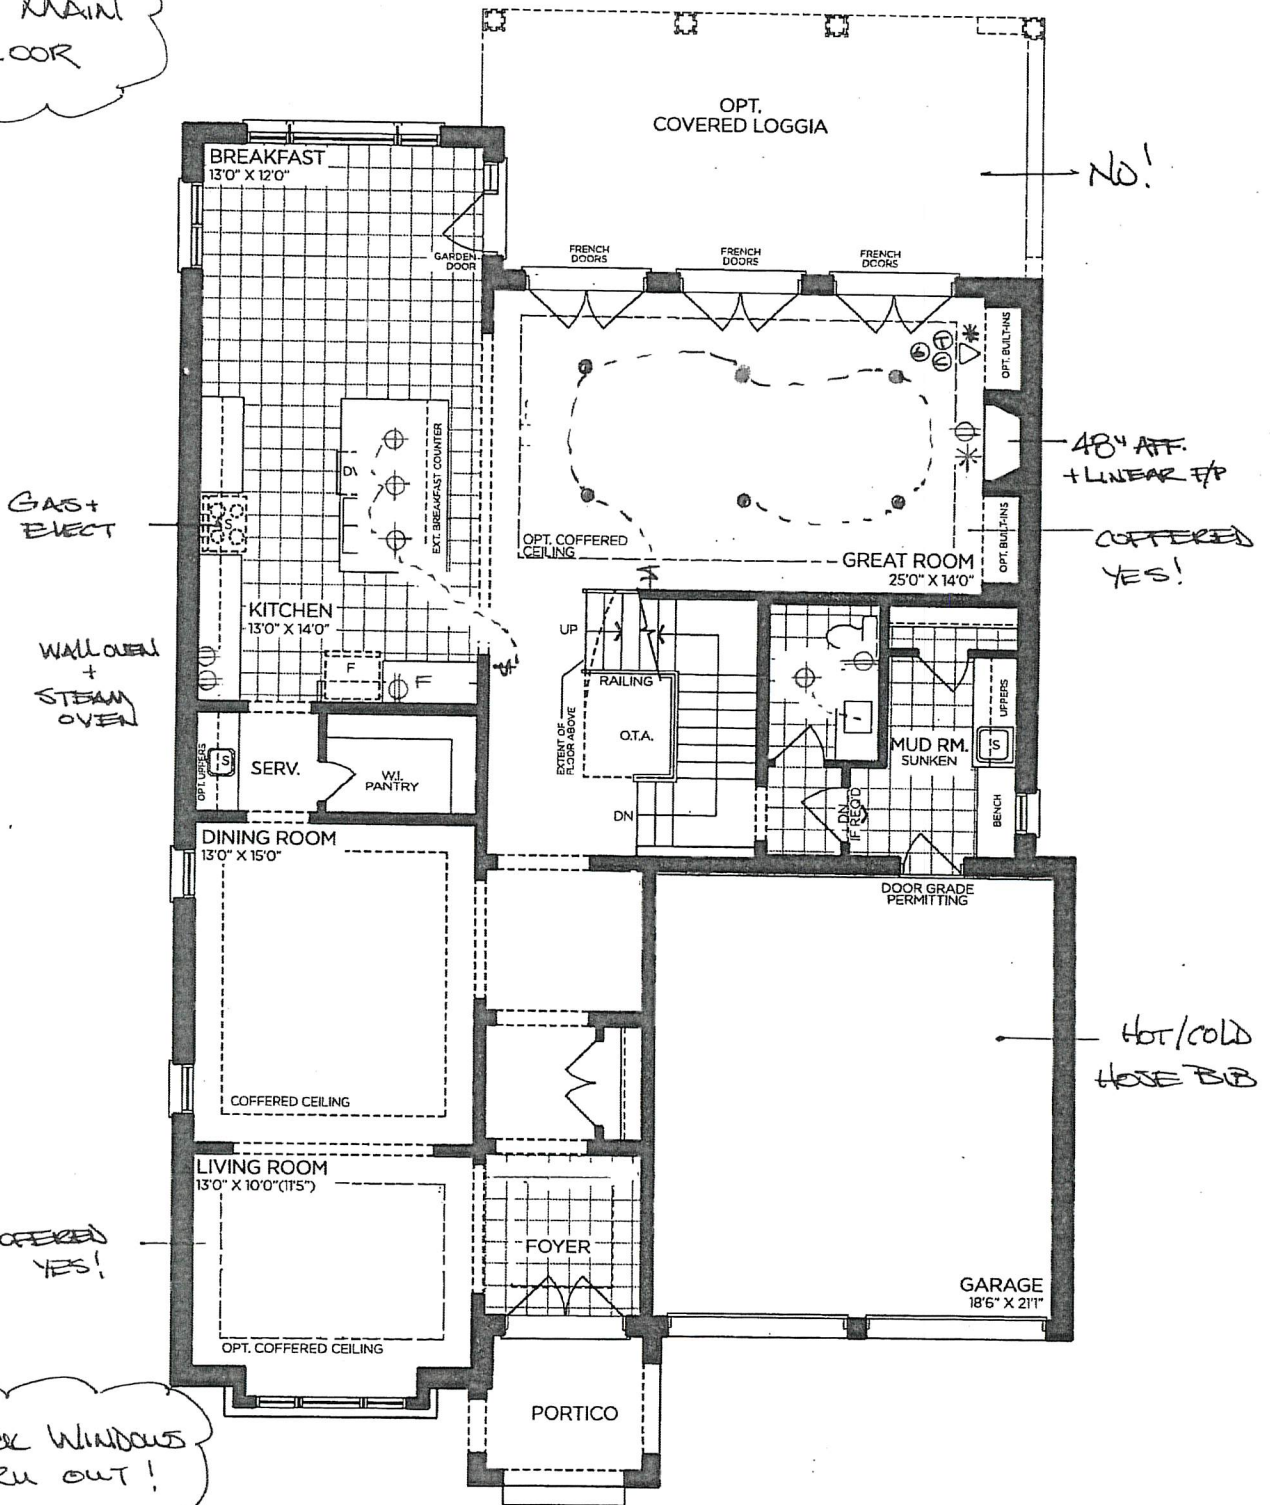 MAIN
OPT.
COVERED LOGGIA
NO!
BREAKFAST
13'0" X 12'0"
GARDEN
DOOR
FRENCH
DOORS
FRENCH
DOORS
FRENCH
DOORS
6
T
C
OPT. BUILT-INS
48" AFF.
+ LINEAR F/P
EXT. BREAKFAST COUNTER
GAS +
ELECT
S
OPT. COFFERED
CEILING
GREAT ROOM
25'0" X 14'0"
OPT. BUILT-INS
COFFERED
YES!
KITCHEN
13'0" X 14'0"
WALL OVEN
+
STEAM
OVEN
F
F
UP
RAILING
O.T.A.
EXTENT OF
FLOOR ABOVE
DN
UPPERS
MUD RM.
SUNKEN
S
BENCH
DN
IF REQ'D
OPT. UPPERS
S
SERV.
W.I.
PANTRY
DINING ROOM
13'0" X 15'0"
COFFERED CEILING
DOOR GRADE
PERMITTING
HOT/COLD
HOSE BIB
LIVING ROOM
13'0" X 10'0"(11'5")
YES!
OPT. COFFERED CEILING
FOYER
GARAGE
18'6" X 21'1"
PORTICO
WINDOWS
OUT!